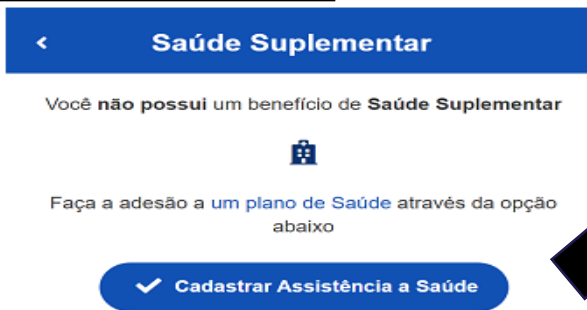 Saúde Suplementar
Você não possui um benefício de Saúde Suplementar
Faça a adesão a um plano de Saúde através da opção
abaixo
Cadastrar Assistência a Saúde